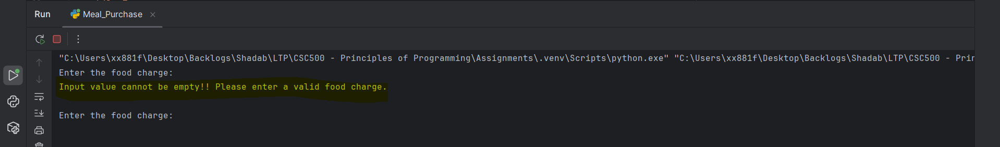 Run Meal_Purchase
"C:\Users\xx881f\Desktop\Backlogs\Shadab\LTP\CSC500 - Principles of Programming\Assignments\.venv\Scripts\python.exe" "C:\Users\xx881f\Desktop\Backlogs\Shadab\LTP\CSC500 - Prin
Enter the food charge:
Input value cannot be empty!! Please enter a valid food charge.
Enter the food charge: